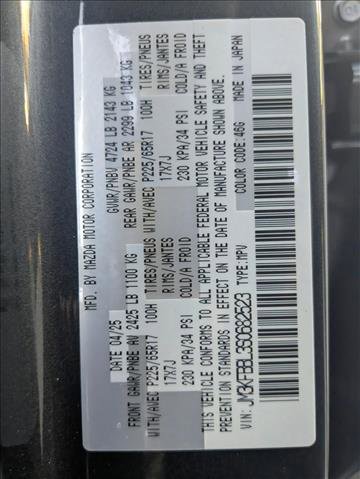 MFD. BY MAZDA MOTOR CORPORATION
DATE 04/25 GVWR/PNBV 4724 LB 2143 KG
FRONT GAWR/PNBE AV 2425 LB 1100 KG REAR GAWR/PNBE AR 2299 LB 1043 KG
WITH/AVEC P225/65R17 100H TIRES/PNEUS WITH/AVEC P225/65R17 100H TIRES/PNEUS
17X7J RIMS/JANTES 17X7J RIMS/JANTES
230 KPA/34 PSI COLD/A FROID 230 KPA/34 PSI COLD/A FROID
THIS VEHICLE CONFORMS TO ALL APPLICABLE FEDERAL MOTOR VEHICLE SAFETY AND THEFT
PREVENTION STANDARDS IN EFFECT ON THE DATE OF MANUFACTURE SHOWN ABOVE.
VIN: JM3KFBBL3S0682523 TYPE: MPV COLOR CODE: 46G MADE IN JAPAN